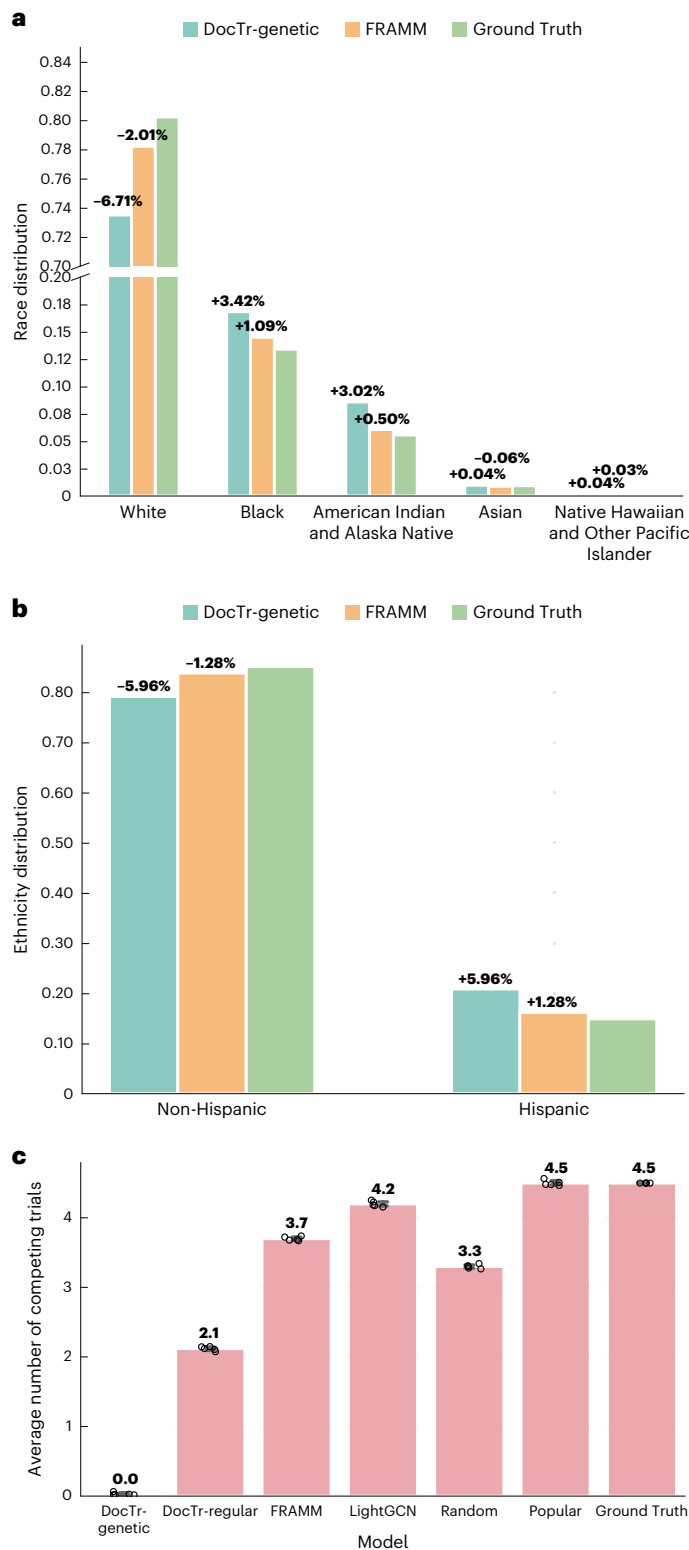 a
DocTr-genetic FRAMM Ground Truth
Race distribution
0.84
0.82
0.80
0.78
0.76
0.74
0.72
0.70
0.20
0.18
0.15
0.12
0.10
0.08
0.05
0.03
0
–6.71%
–2.01%
+3.42%
+1.09%
+3.02%
+0.50%
+0.04%
–0.06%
+0.04%
+0.03%
White
Black
American Indian
and Alaska Native
Asian
Native Hawaiian
and Other Pacific
Islander
b
DocTr-genetic FRAMM Ground Truth
Ethnicity distribution
0.80
0.70
0.60
0.50
0.40
0.30
0.20
0.10
0
–5.96%
–1.28%
+5.96%
+1.28%
Non-Hispanic
Hispanic
c
Average number of competing trials
4
3
2
1
0
0.0
2.1
3.7
4.2
3.3
4.5
4.5
DocTr-
genetic
DocTr-regular
FRAMM
LightGCN
Random
Popular
Ground Truth
Model